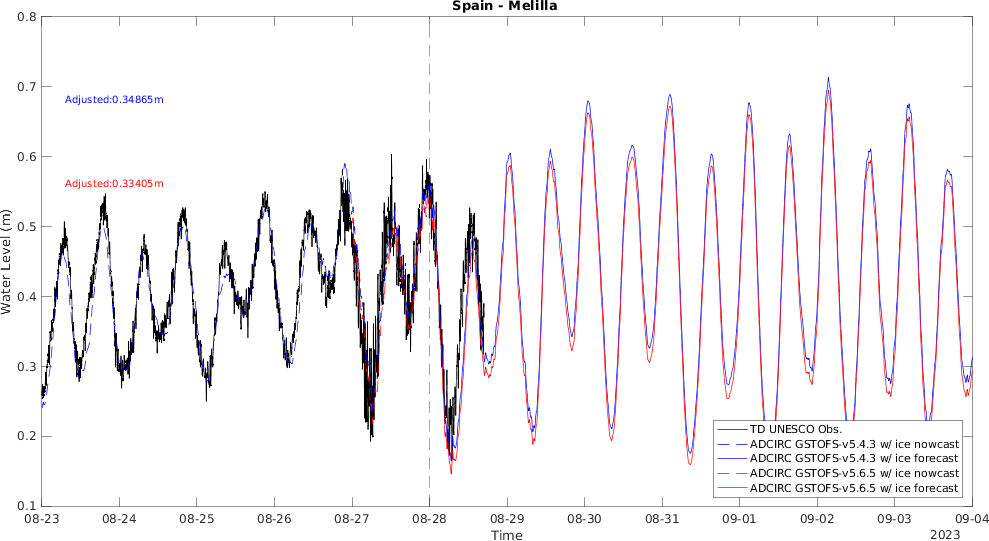 Spain - Melilla
0.8
0.7
0.6
0.5
0.4
0.3
0.2
0.1
Water Level (m)
Adjusted:0.34865m
Adjusted:0.33405m
TD UNESCO Obs.
ADCIRC GSTOFS-v5.4.3 w/ ice nowcast
ADCIRC GSTOFS-v5.4.3 w/ ice forecast
ADCIRC GSTOFS-v5.6.5 w/ ice nowcast
ADCIRC GSTOFS-v5.6.5 w/ ice forecast
08-23 08-24 08-25 08-26 08-27 08-28 08-29 08-30 08-31 09-01 09-02 09-03 09-04
Time
2023